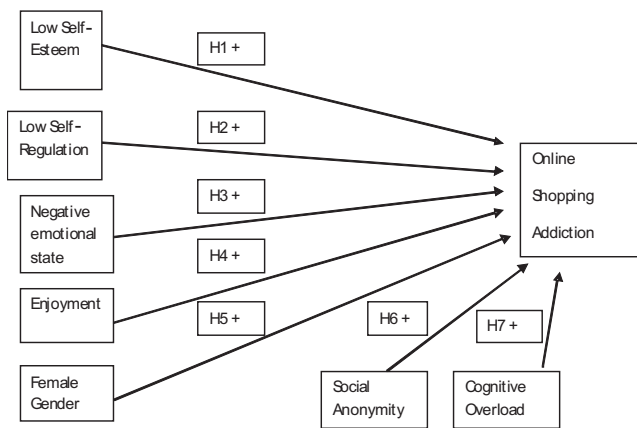 Low Self-
Esteem
H1 +
Low Self-
Regulation
H2 +
Online
Shopping
Addiction
Negative
emotional
state
H3 +
H4 +
Enjoyment
H5 +
H6 +
H7 +
Female
Gender
Social
Anonymity
Cognitive
Overload